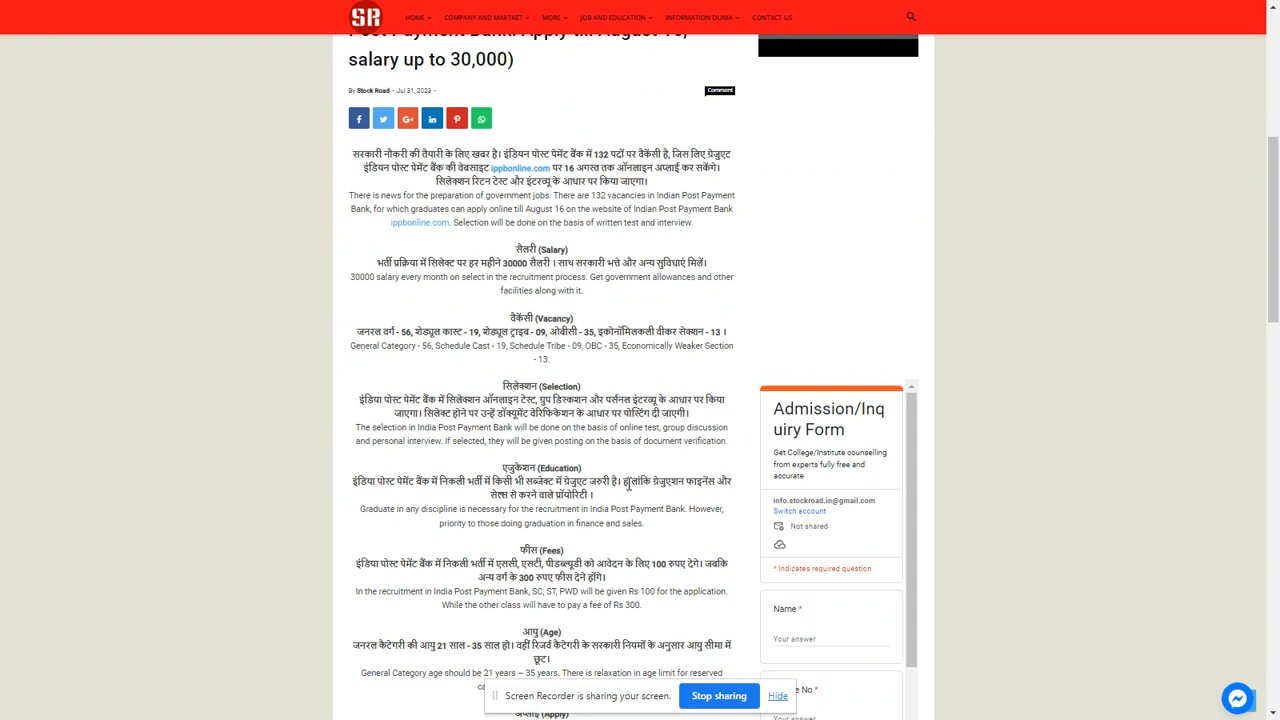 SR
HOME
COMPANY AND MARTKET
MORE
JOB AND EDUCATION
INFORMATION DUNIA
CONTACT US
salary up to 30,000)
By Stock Road - Jul 31, 2023 -
Comment
सरकारी नौकरी की तैयारी के लिए खबर है। इंडियन पोस्ट पेमेंट बैंक में 132 पदों पर वैकेंसी है, जिस लिए ग्रेजुएट
इंडियन पोस्ट पेमेंट बैंक की वेबसाइट ippbonline.com पर 16 अगस्त तक ऑनलाइन अप्लाई कर सकेंगे।
सिलेक्शन रिटन टेस्ट और इंटरव्यू के आधार पर किया जाएगा।
There is news for the preparation of government jobs. There are 132 vacancies in Indian Post Payment
Bank, for which graduates can apply online till August 16 on the website of Indian Post Payment Bank
ippbonline.com. Selection will be done on the basis of written test and interview.
सैलरी (Salary)
भर्ती प्रक्रिया में सिलेक्ट पर हर महीने 30000 सैलरी । साथ सरकारी भत्ते और अन्य सुविधाएं मिलें।
30000 salary every month on select in the recruitment process. Get government allowances and other
facilities along with it.
वैकेंसी (Vacancy)
जनरल वर्ग - 56, शेड्यूल कास्ट - 19, शेड्यूल ट्राइब - 09, ओबीसी - 35, इकोनॉमिलकली वीकर सेक्शन - 13 ।
General Category - 56, Schedule Cast - 19, Schedule Tribe - 09, OBC - 35, Economically Weaker Section
- 13.
सिलेक्शन (Selection)
इंडिया पोस्ट पेमेंट बैंक में सिलेक्शन ऑनलाइन टेस्ट, ग्रुप डिस्कशन और पर्सनल इंटरव्यू के आधार पर किया
जाएगा। सिलेक्ट होने पर उन्हें डॉक्यूमेंट वेरिफिकेशन के आधार पर पोस्टिंग दी जाएगी।
The selection in India Post Payment Bank will be done on the basis of online test, group discussion
and personal interview. If selected, they will be given posting on the basis of document verification.
एजुकेशन (Education)
इंडिया पोस्ट पेमेंट बैंक में निकली भर्ती में किसी भी सब्जेक्ट में ग्रेजुएट जरुरी है। हालांकि ग्रेजुएशन फाइनेंस और
सेल्स से करने वाले प्रॉयोरिटी ।
Graduate in any discipline is necessary for the recruitment in India Post Payment Bank. However,
priority to those doing graduation in finance and sales.
फीस (Fees)
इंडिया पोस्ट पेमेंट बैंक में निकली भर्ती में एससी, एसटी, पीडब्ल्यूडी को आवेदन के लिए 100 रुपए देगे। जबकि
अन्य वर्ग के 300 रुपए फीस देने होंगे।
In the recruitment in India Post Payment Bank, SC, ST, PWD will be given Rs 100 for the application.
While the other class will have to pay a fee of Rs 300.
आयु (Age)
जनरल कैटेगरी की आयु 21 साल - 35 साल हो। वहीं रिजर्व कैटेगरी के सरकारी नियमों के अनुसार आयु सीमा में
छूट।
General Category age should be 21 years – 35 years. There is relaxation in age limit for reserved
अप्लाई (Apply)
Admission/Inq
uiry Form
Get College/Institute counselling
from experts fully free and
accurate
info.stockroad.in@gmail.com
Switch account
Not shared
* Indicates required question
Name *
Your answer
No *
Your answer
Screen Recorder is sharing your screen.
Stop sharing
Hide